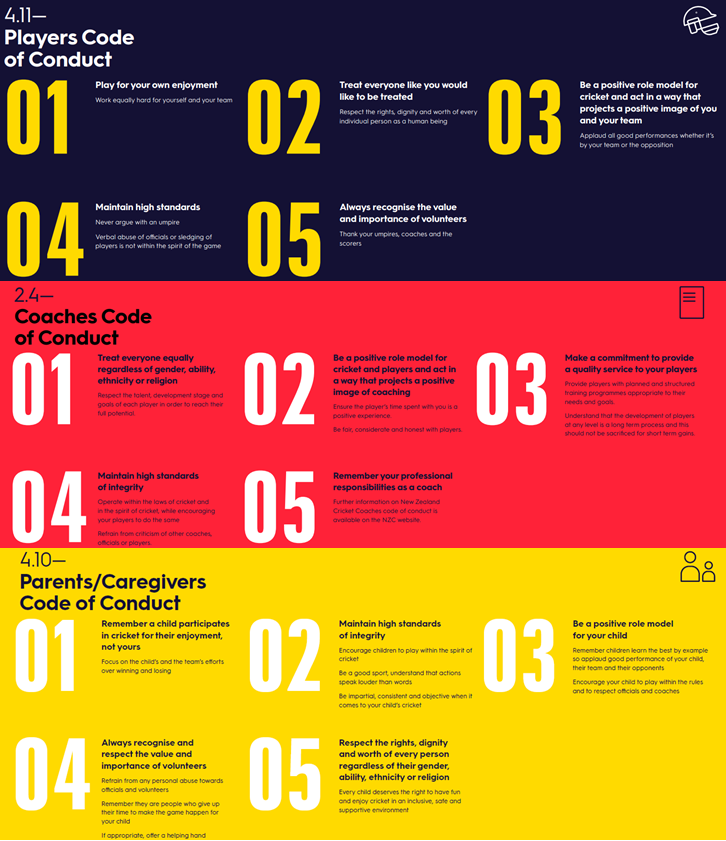 4.11—
Players Code
of Conduct
01
Play for your own enjoyment
Work equally hard for yourself and your team
02
Treat everyone like you would
like to be treated
Respect the rights, dignity and worth of every
individual person as a human being
03
Be a positive role model for
cricket and act in a way that
projects a positive image of you
and your team
Applaud all good performances whether it's
by your team or the opposition
04
Maintain high standards
Never argue with an umpire
Verbal abuse of officials or sledging of
players is not within the spirit of the game
05
Always recognise the value
and importance of volunteers
Thank your umpires, coaches and the
scorers
2.4—
Coaches Code
of Conduct
01
Treat everyone equally
regardless of gender, ability,
ethnicity or religion
Respect the talent, development stage and
goals of each player in order to reach their
full potential
02
Be a positive role model for
cricket and players and act in
a way that projects a positive
image of coaching
Ensure the player's time spent with you is a
positive experience.
Be fair, considerate and honest with players.
03
Make a commitment to provide
a quality service to your players
Provide players with planned and structured
training programmes appropriate to their
needs and goals.
Understand that the development of players
at any level is a long term process and this
should not be sacrificed for short term gains.
04
Maintain high standards
of integrity
Operate within the laws of cricket and
in the spirit of cricket, while encouraging
your players to do the same
Refrain from criticism of other coaches,
officials or players.
05
Remember your professional
responsibilities as a coach
Further information on New Zealand
Cricket Coaches code of conduct is
available on the NZC website.
4.10—
Parents/Caregivers
Code of Conduct
01
Remember a child participates
in cricket for their enjoyment,
not yours
Focus on the child's and the team's efforts
over winning and losing
02
Maintain high standards
of integrity
Encourage children to play within the spirit of
cricket
Be a good sport, understand that actions
speak louder than words
Be impartial, consistent and objective when it
comes to your child's cricket
03
Be a positive role model
for your child
Remember children learn the best by example
so applaud good performance of your child,
their team and their opponents
Encourage your child to play within the rules
and to respect officials and coaches
04
Always recognise and
respect the value and
importance of volunteers
Refrain from any personal abuse towards
officials and volunteers
Remember they are people who give up
their time to make the game happen for
your child
If appropriate, offer a helping hand
05
Respect the rights, dignity
and worth of every person
regardless of their gender,
ability, ethnicity or religion
Every child deserves the right to have fun
and enjoy cricket in an inclusive, safe and
supportive environment